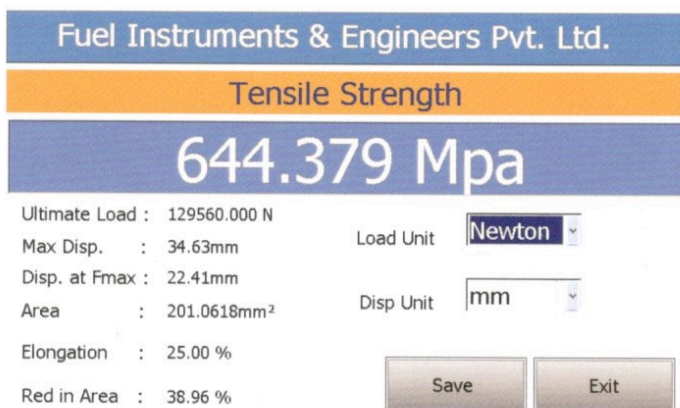 Fuel Instruments & Engineers Pvt. Ltd.
Tensile Strength
644.379 Mpa
Ultimate Load : 129560.000 N
Max Disp. : 34.63mm
Disp. at Fmax : 22.41mm
Area : 201.0618mm²
Elongation : 25.00 %
Red in Area : 38.96 %
Load Unit Newton
Disp Unit mm
Save Exit